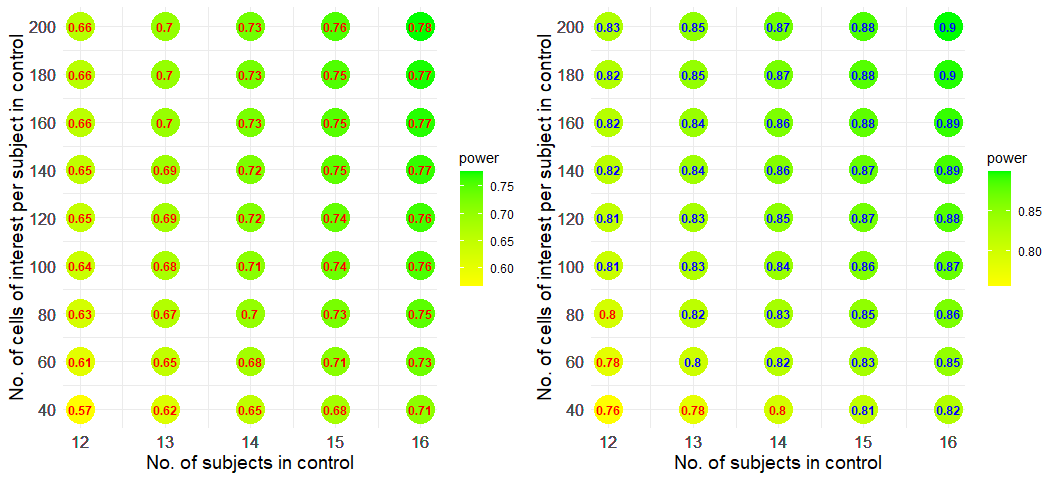 No. of cells of interest per subject in control
200 0.66 0.7 0.73 0.76 0.78
180 0.66 0.7 0.73 0.75 0.77
160 0.66 0.7 0.73 0.75 0.77
140 0.65 0.69 0.72 0.75 0.77
120 0.65 0.69 0.72 0.74 0.76
100 0.64 0.68 0.71 0.74 0.76
80 0.63 0.67 0.7 0.73 0.75
60 0.61 0.65 0.68 0.71 0.73
40 0.57 0.62 0.65 0.68 0.71
12 13 14 15 16
No. of subjects in control
power
0.75
0.70
0.65
0.60
No. of cells of interest per subject in control
200 0.83 0.85 0.87 0.88 0.9
180 0.82 0.85 0.87 0.88 0.9
160 0.82 0.84 0.86 0.88 0.89
140 0.82 0.84 0.86 0.87 0.89
120 0.81 0.83 0.85 0.87 0.88
100 0.81 0.83 0.84 0.86 0.87
80 0.8 0.82 0.83 0.85 0.86
60 0.78 0.8 0.82 0.83 0.85
40 0.76 0.78 0.8 0.81 0.82
12 13 14 15 16
No. of subjects in control
power
0.85
0.80